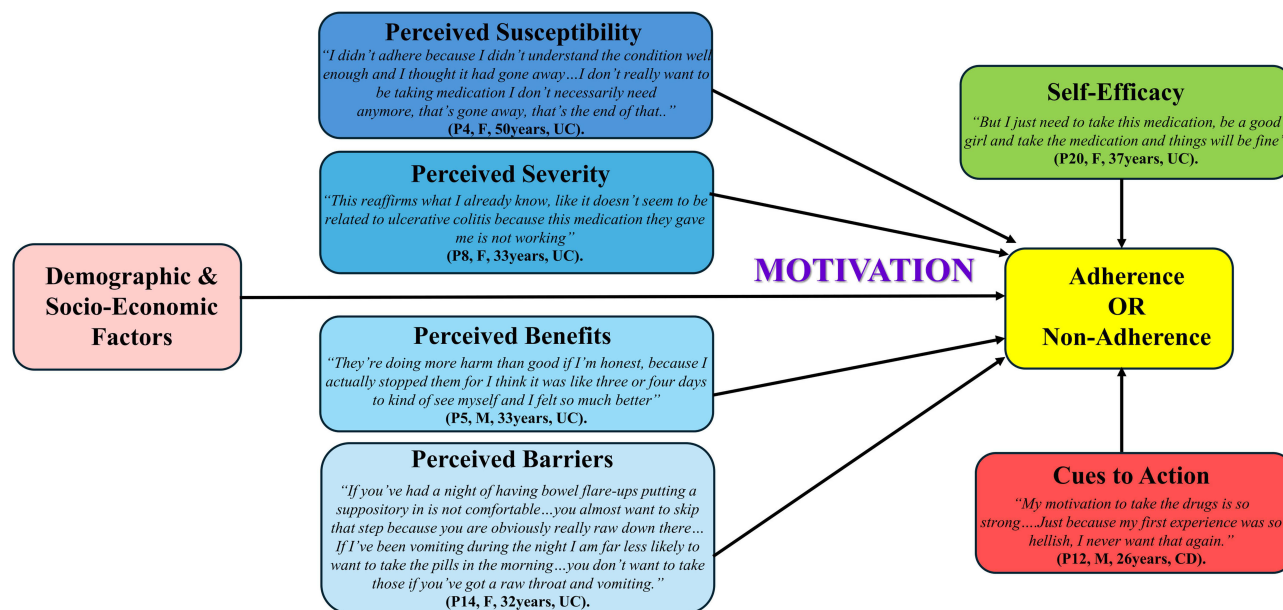 Perceived Susceptibility
“I didn’t adhere because I didn’t understand the condition well
enough and I thought it had gone away…I don’t really want to
be taking medication I don’t necessarily need
anymore, that’s gone away, that’s the end of that..”
(P4, F, 50years, UC).
Perceived Severity
“This reaffirms what I already know, like it doesn’t seem to be
related to ulcerative colitis because this medication they gave
me is not working”
(P8, F, 33years, UC).
Demographic &
Socio-Economic
Factors
MOTIVATION
Perceived Benefits
“They’re doing more harm than good if I’m honest, because I
actually stopped them for I think it was like three or four days
to kind of see myself and I felt so much better”
(P5, M, 33years, UC).
Perceived Barriers
“If you’ve had a night of having bowel flare-ups putting a
suppository in is not comfortable…you almost want to skip
that step because you are obviously really raw down there…
If I’ve been vomiting during the night I am far less likely to
want to take the pills in the morning…you don’t want to take
those if you’ve got a raw throat and vomiting.”
(P14, F, 32years, UC).
Self-Efficacy
“But I just need to take this medication, be a good
girl and take the medication and things will be fine”
(P20, F, 37years, UC).
Adherence
OR
Non-Adherence
Cues to Action
“My motivation to take the drugs is so
strong….Just because my first experience was so
hellish, I never want that again.”
(P12, M, 26years, CD).